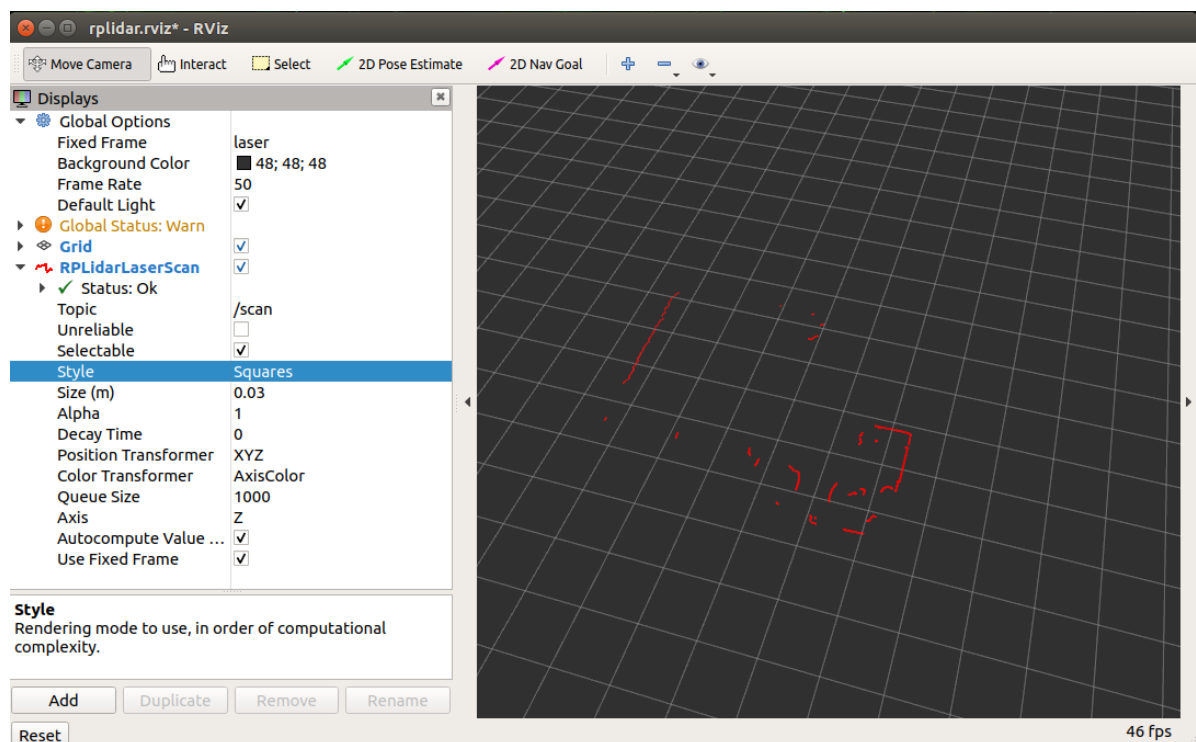 rplidar.rviz* - RViz
Move Camera Interact Select 2D Pose Estimate 2D Nav Goal
Displays
Global Options
Fixed Frame laser
Background Color 48; 48; 48
Frame Rate 50
Default Light
Global Status: Warn
Grid
RPLidarLaserScan
Status: Ok
Topic /scan
Unreliable
Selectable
Style Squares
Size (m) 0.03
Alpha 1
Decay Time 0
Position Transformer XYZ
Color Transformer AxisColor
Queue Size 1000
Axis Z
Autocompute Value ...
Use Fixed Frame
Style
Rendering mode to use, in order of computational
complexity.
Add Duplicate Remove Rename
Reset 46 fps